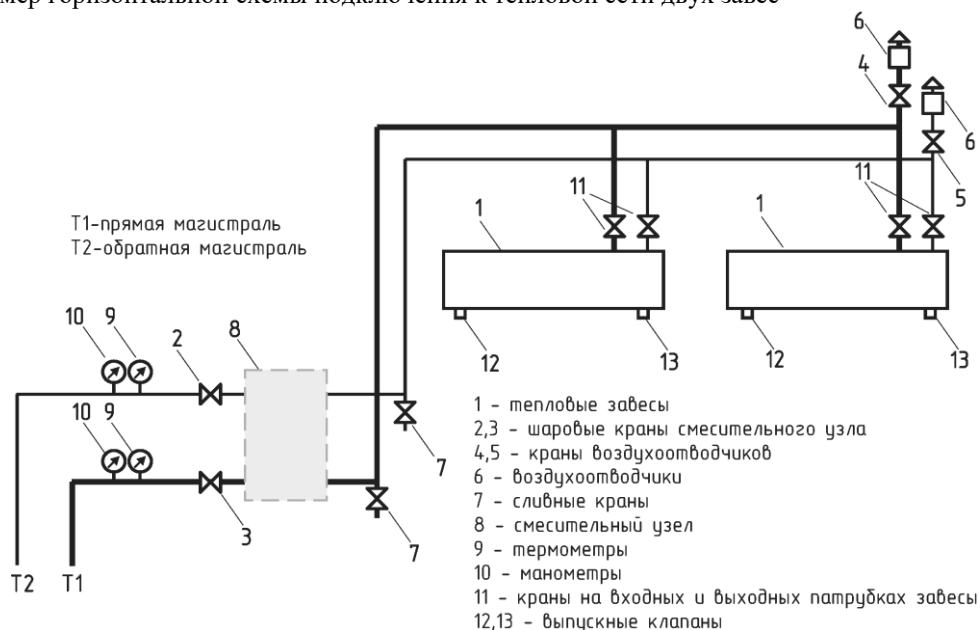 мер горизонтальной схемы подключения к тепловой сети двух завес
6
4
6
11
11
5
1
1
Т1-прямая магистраль
Т2-обратная магистраль
10
9
2
8
12
13
12
13
10
9
7
3
7
Т2
Т1
1 - тепловые завесы
2,3 - шаровые краны смесительного узла
4,5 - краны воздухоотводчиков
6 - воздухоотводчики
7 - сливные краны
8 - смесительный узел
9 - термометры
10 - манометры
11 - краны на входных и выходных патрубках завесы
12,13 - выпускные клапаны